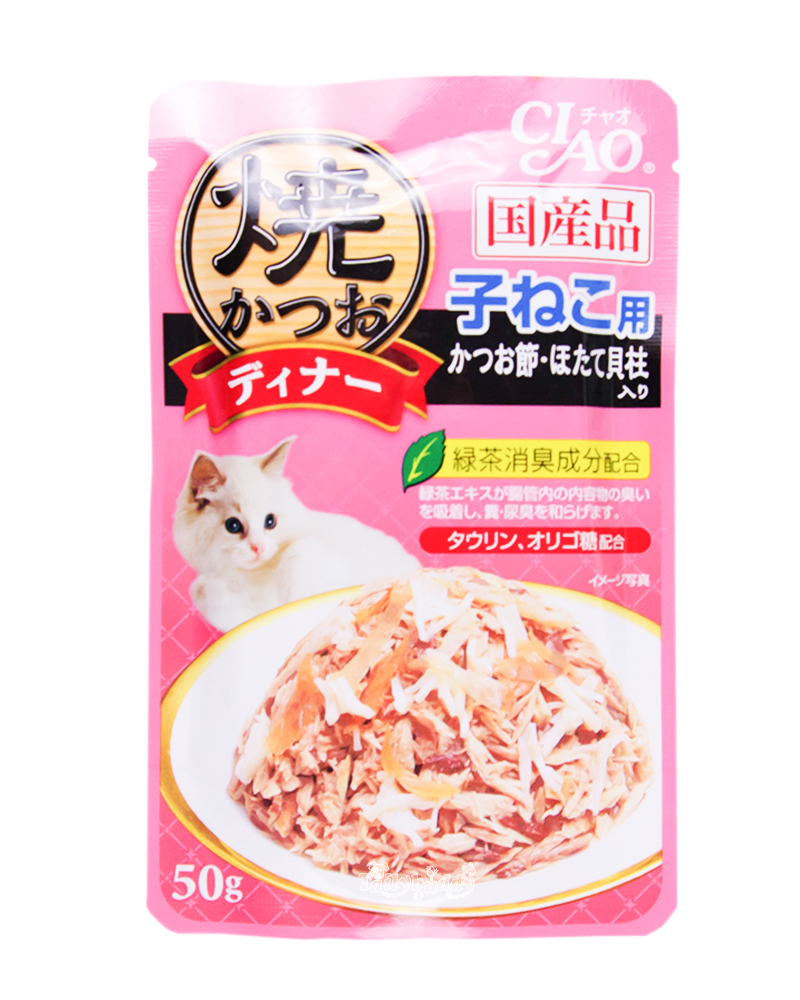 CIAO チャオ ®
国産品
焼
かつお
ディナー
子ねこ用
かつお節・ほたて貝柱
入り
緑茶消臭成分配合
緑茶エキスが腸管内の内容物の臭い
を吸着し、糞・尿臭を和らげます。
タウリン、オリゴ糖配合
イメージ写真
50g